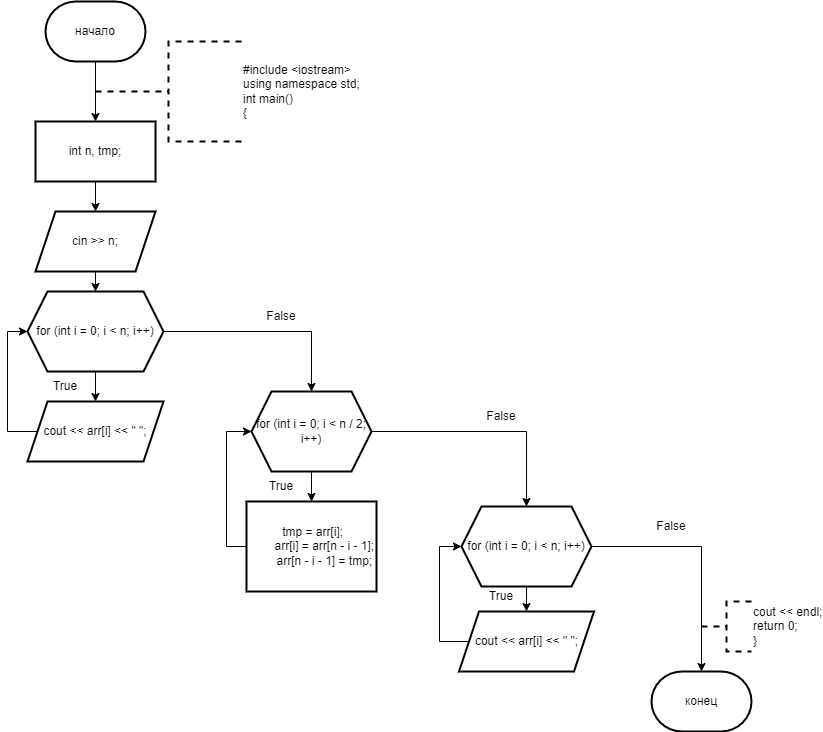 начало
#include <iostream>
using namespace std;
int main()
{
int n, tmp;
cin >> n;
for (int i = 0; i < n; i++)
False
True
cout << arr[i] << " ";
for (int i = 0; i < n / 2;
i++)
False
True
tmp = arr[i];
arr[i] = arr[n - i - 1];
arr[n - i - 1] = tmp;
for (int i = 0; i < n; i++)
False
True
cout << arr[i] << " ";
cout << endl;
return 0;
}
конец